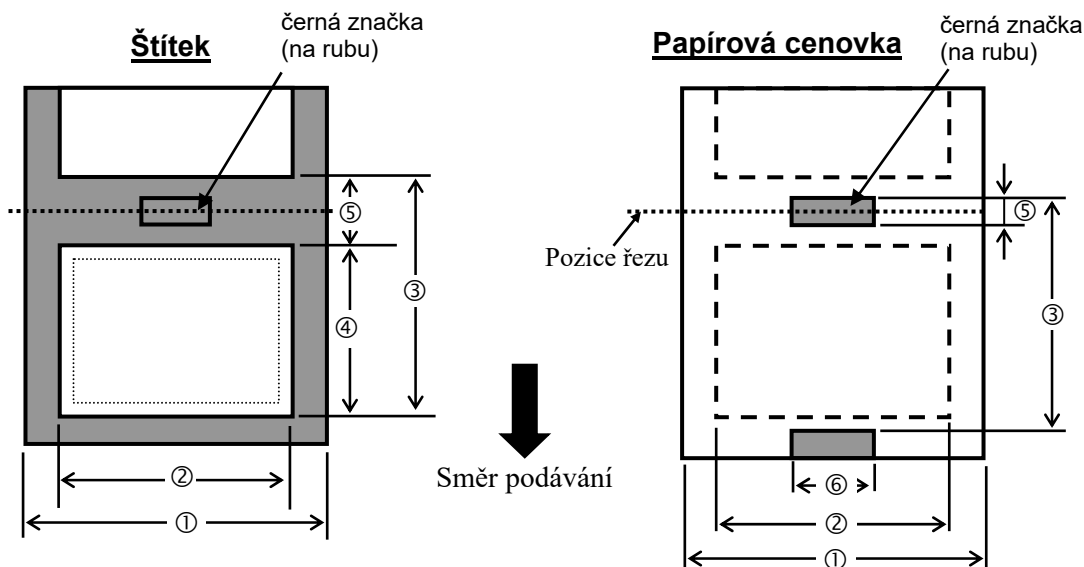 Štítek
černá značka
(na rubu)
⑤
③
④
②
①
Směr podávání
Papírová cenovka
černá značka
(na rubu)
Pozice řezu
⑤
③
⑥
②
①